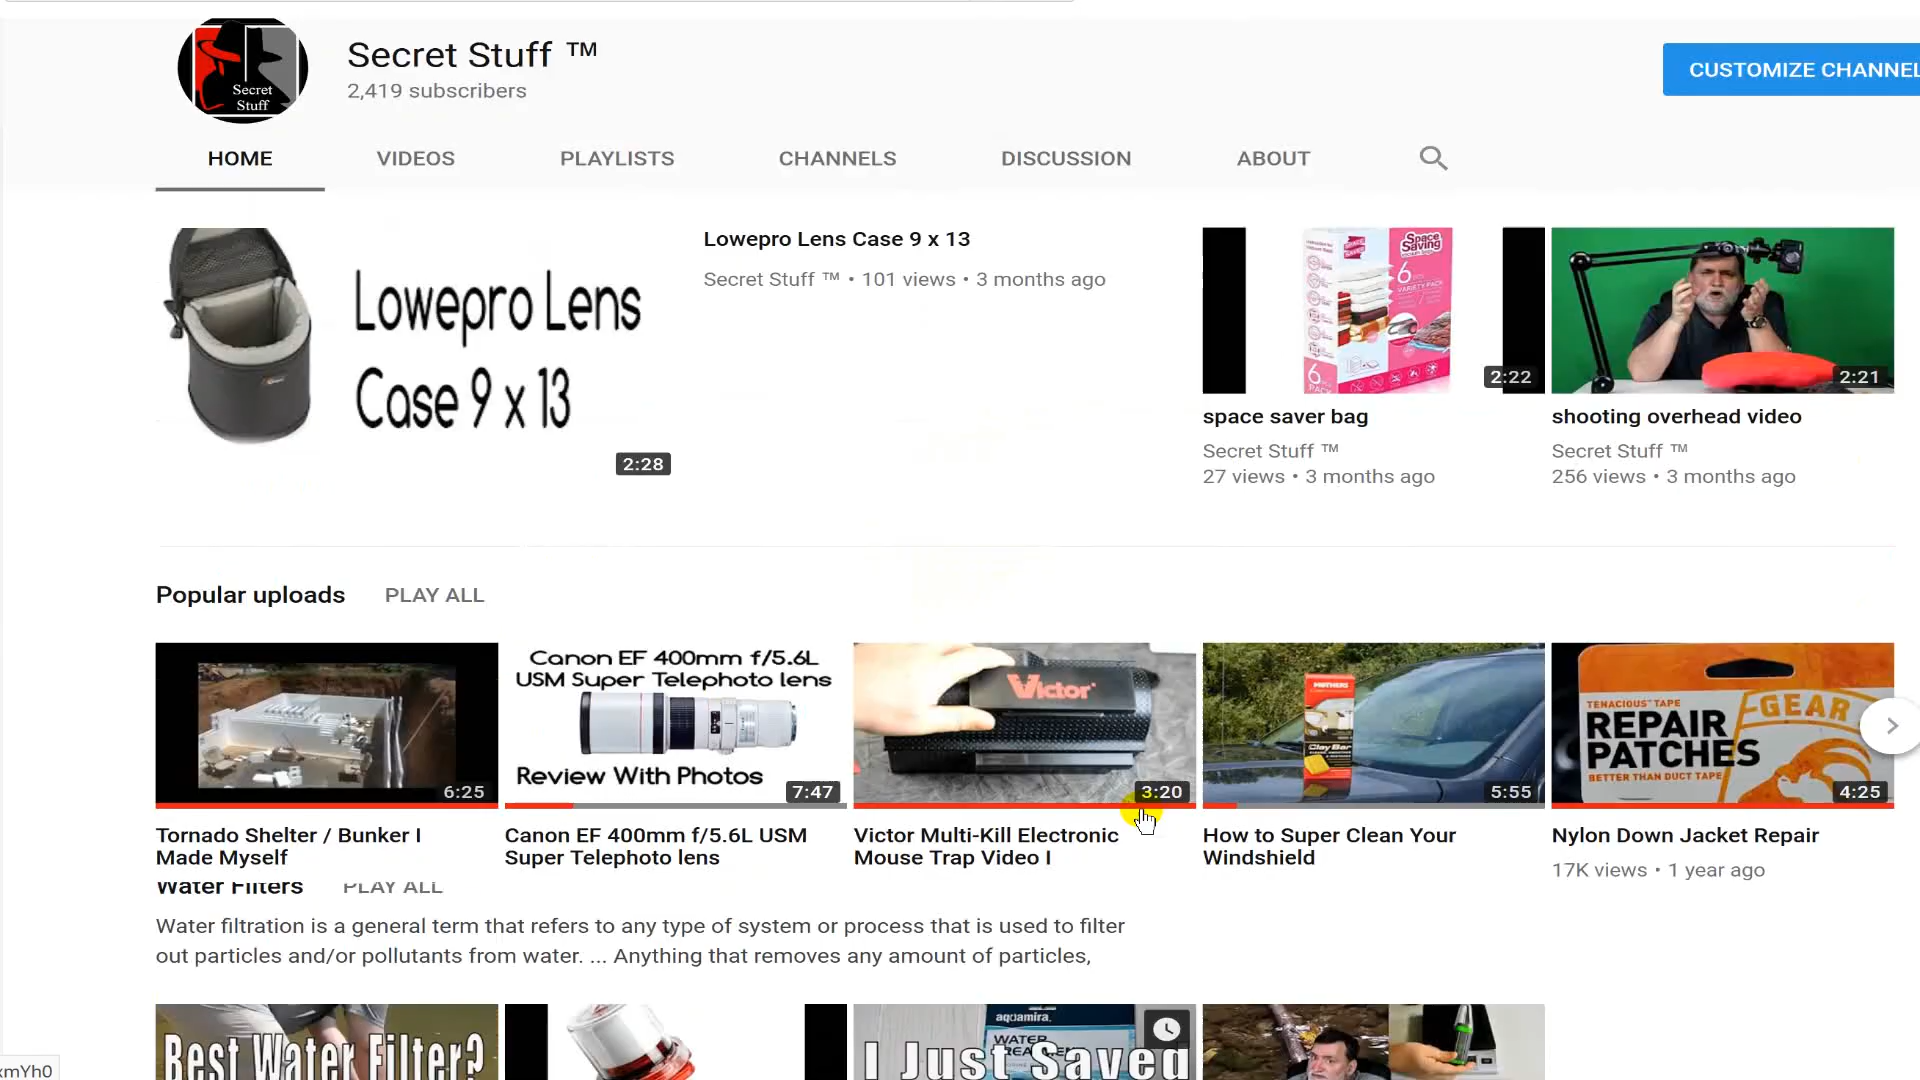 Secret Stuff ™
2,419 subscribers
Secret
Stuff
CUSTOMIZE CHANNEL
HOME VIDEOS PLAYLISTS CHANNELS DISCUSSION ABOUT
Lowepro Lens
Case 9 x 13
2:28
Lowepro Lens Case 9 x 13
Secret Stuff ™ • 101 views • 3 months ago
Space
Saving
6
VARIETY PACK
6
PACK
2:22
space saver bag
Secret Stuff ™
27 views • 3 months ago
2:21
shooting overhead video
Secret Stuff ™
256 views • 3 months ago
Popular uploads PLAY ALL
6:25
Tornado Shelter / Bunker I
Made Myself
Canon EF 400mm f/5.6L
USM Super Telephoto lens
Review With Photos
7:47
Canon EF 400mm f/5.6L USM
Super Telephoto lens
Victor
3:20
Victor Multi-Kill Electronic
Mouse Trap Video I
MOTHERS
Clay Bar
5:55
How to Super Clean Your
Windshield
TENACIOUS TAPE
GEAR
REPAIR
PATCHES
BETTER THAN DUCT TAPE
4:25
Nylon Down Jacket Repair
17K views • 1 year ago
Water Filters PLAY ALL
Water filtration is a general term that refers to any type of system or process that is used to filter
out particles and/or pollutants from water. ... Anything that removes any amount of particles,
Best Water Filter?
aquamira.
WATER
I Just Saved
xmYh0